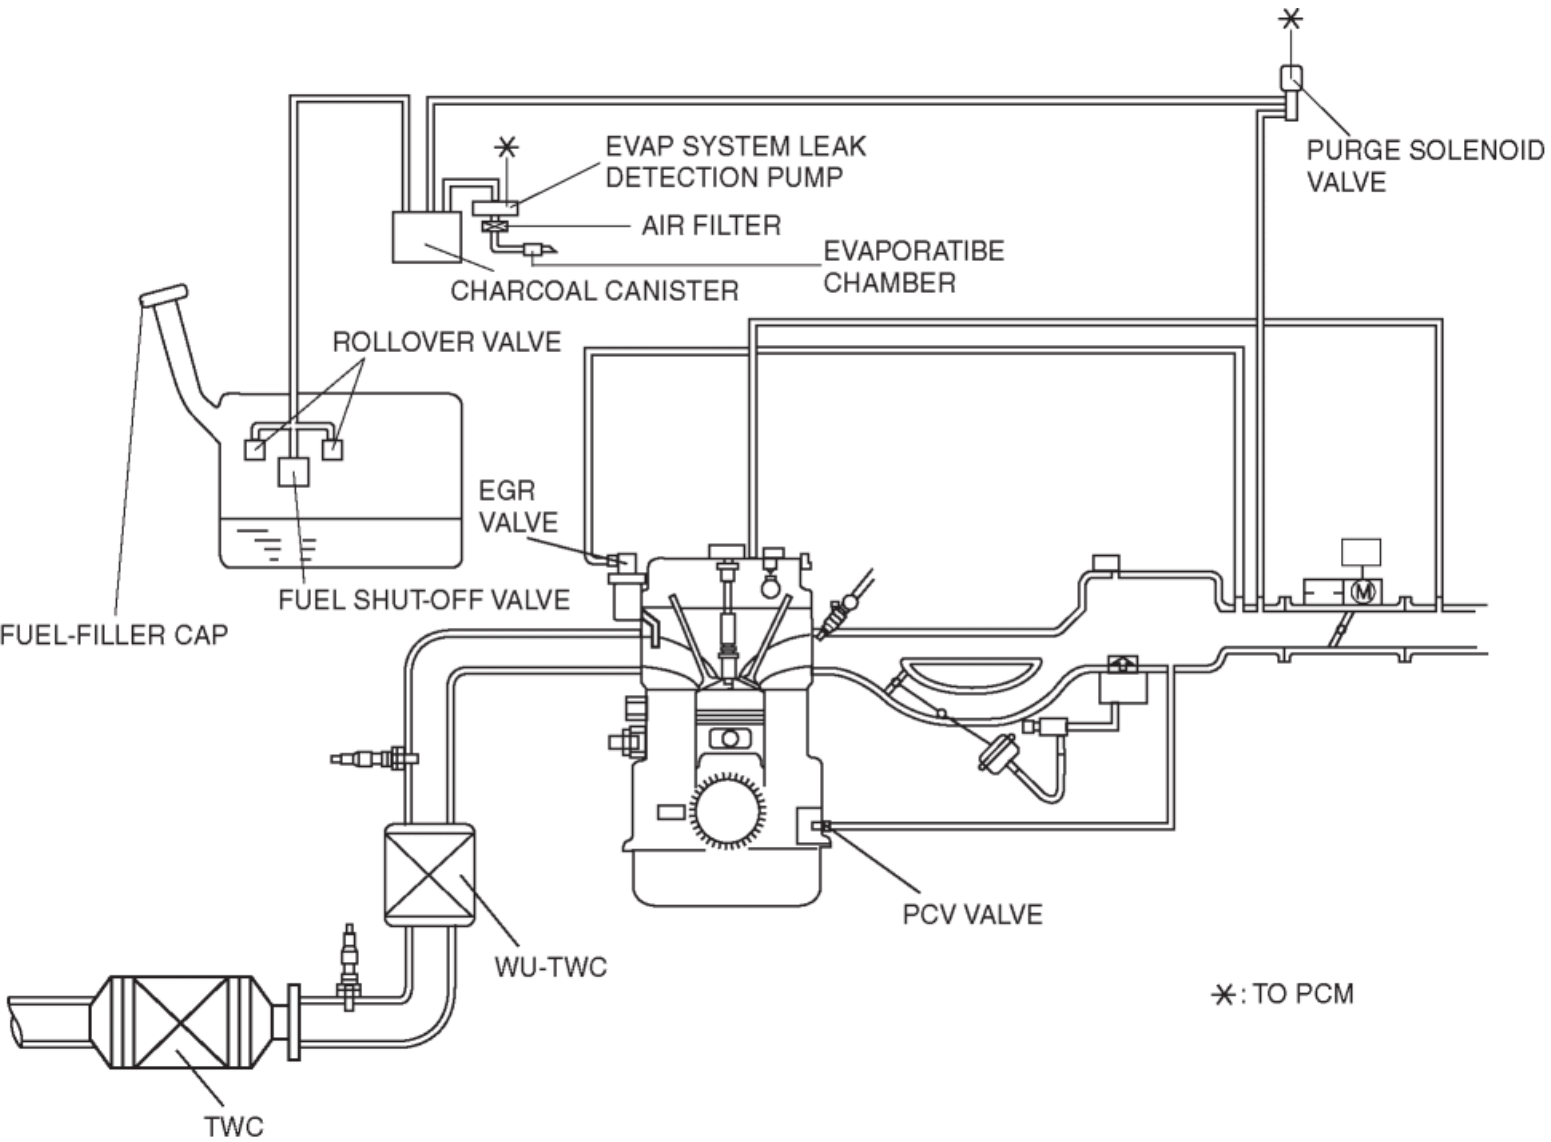 *
EVAP SYSTEM LEAK
DETECTION PUMP
*
PURGE SOLENOID
VALVE
AIR FILTER
EVAPORATIBE
CHAMBER
CHARCOAL CANISTER
ROLLOVER VALVE
EGR
VALVE
FUEL SHUT-OFF VALVE
FUEL-FILLER CAP
M
PCV VALVE
WU-TWC
*: TO PCM
TWC